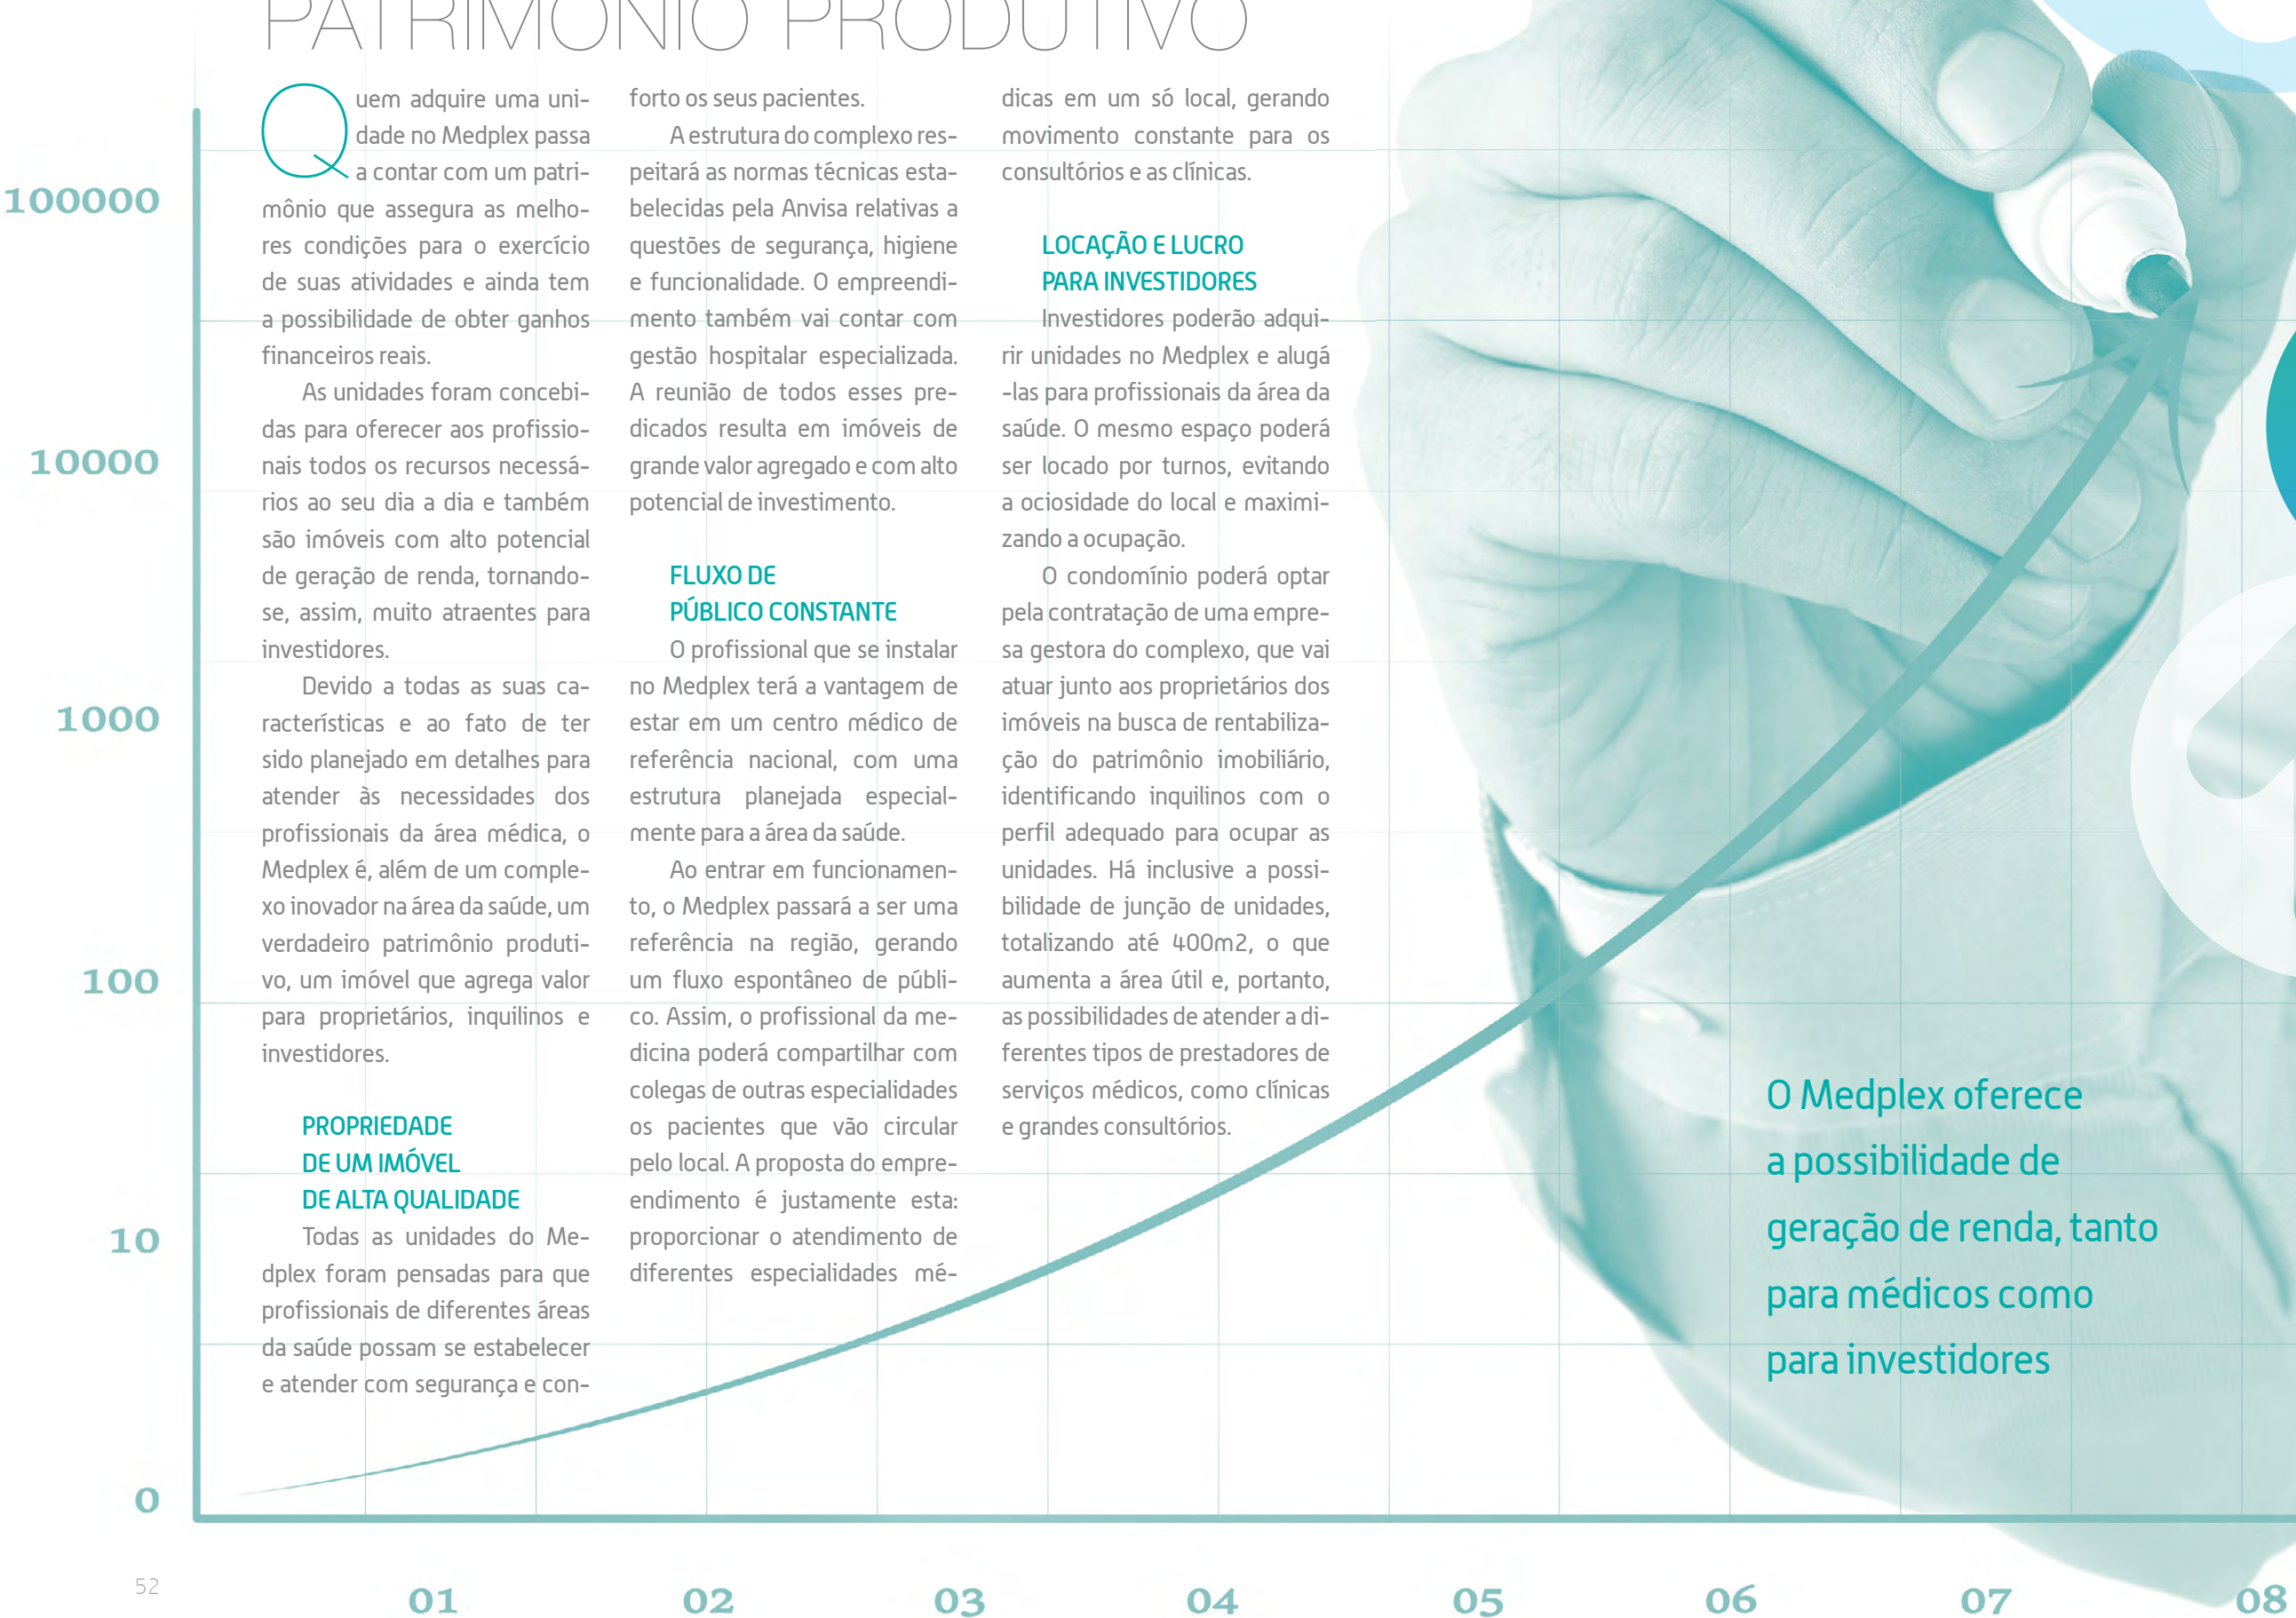 PATRIMÔNIO PRODUTIVO
Quem adquire uma uni-
dade no Medplex passa
a contar com um patri-
mônio que assegura as melho-
res condições para o exercício
de suas atividades e ainda tem
a possibilidade de obter ganhos
financeiros reais.
As unidades foram concebi-
das para oferecer aos profissio-
nais todos os recursos necessá-
rios ao seu dia a dia e também
são imóveis com alto potencial
de geração de renda, tornando-
se, assim, muito atraentes para
investidores.
Devido a todas as suas ca-
racterísticas e ao fato de ter
sido planejado em detalhes para
atender às necessidades dos
profissionais da área médica, o
Medplex é, além de um comple-
xo inovador na área da saúde, um
verdadeiro patrimônio produti-
vo, um imóvel que agrega valor
para proprietários, inquilinos e
investidores.
PROPRIEDADE
DE UM IMÓVEL
DE ALTA QUALIDADE
Todas as unidades do Me-
dplex foram pensadas para que
profissionais de diferentes áreas
da saúde possam se estabelecer
e atender com segurança e con-
forto os seus pacientes.
A estrutura do complexo res-
peitará as normas técnicas esta-
belecidas pela Anvisa relativas a
questões de segurança, higiene
e funcionalidade. O empreendi-
mento também vai contar com
gestão hospitalar especializada.
A reunião de todos esses pre-
dicados resulta em imóveis de
grande valor agregado e com alto
potencial de investimento.
FLUXO DE
PÚBLICO CONSTANTE
O profissional que se instalar
no Medplex terá a vantagem de
estar em um centro médico de
referência nacional, com uma
estrutura planejada especial-
mente para a área da saúde.
Ao entrar em funcionamen-
to, o Medplex passará a ser uma
referência na região, gerando
um fluxo espontâneo de públi-
co. Assim, o profissional da me-
dicina poderá compartilhar com
colegas de outras especialidades
os pacientes que vão circular
pelo local. A proposta do empre-
endimento é justamente esta:
proporcionar o atendimento de
diferentes especialidades mé-
dicas em um só local, gerando
movimento constante para os
consultórios e as clínicas.
LOCAÇÃO E LUCRO
PARA INVESTIDORES
Investidores poderão adqui-
rir unidades no Medplex e alugá
-las para profissionais da área da
saúde. O mesmo espaço poderá
ser locado por turnos, evitando
a ociosidade do local e maximi-
zando a ocupação.
O condomínio poderá optar
pela contratação de uma empre-
sa gestora do complexo, que vai
atuar junto aos proprietários dos
imóveis na busca de rentabiliza-
ção do patrimônio imobiliário,
identificando inquilinos com o
perfil adequado para ocupar as
unidades. Há inclusive a possi-
bilidade de junção de unidades,
totalizando até 400m2, o que
aumenta a área útil e, portanto,
as possibilidades de atender a di-
ferentes tipos de prestadores de
serviços médicos, como clínicas
e grandes consultórios.
O Medplex oferece
a possibilidade de
geração de renda, tanto
para médicos como
para investidores
100000
10000
1000
100
10
0
52
01 02 03 04 05 06 07 08